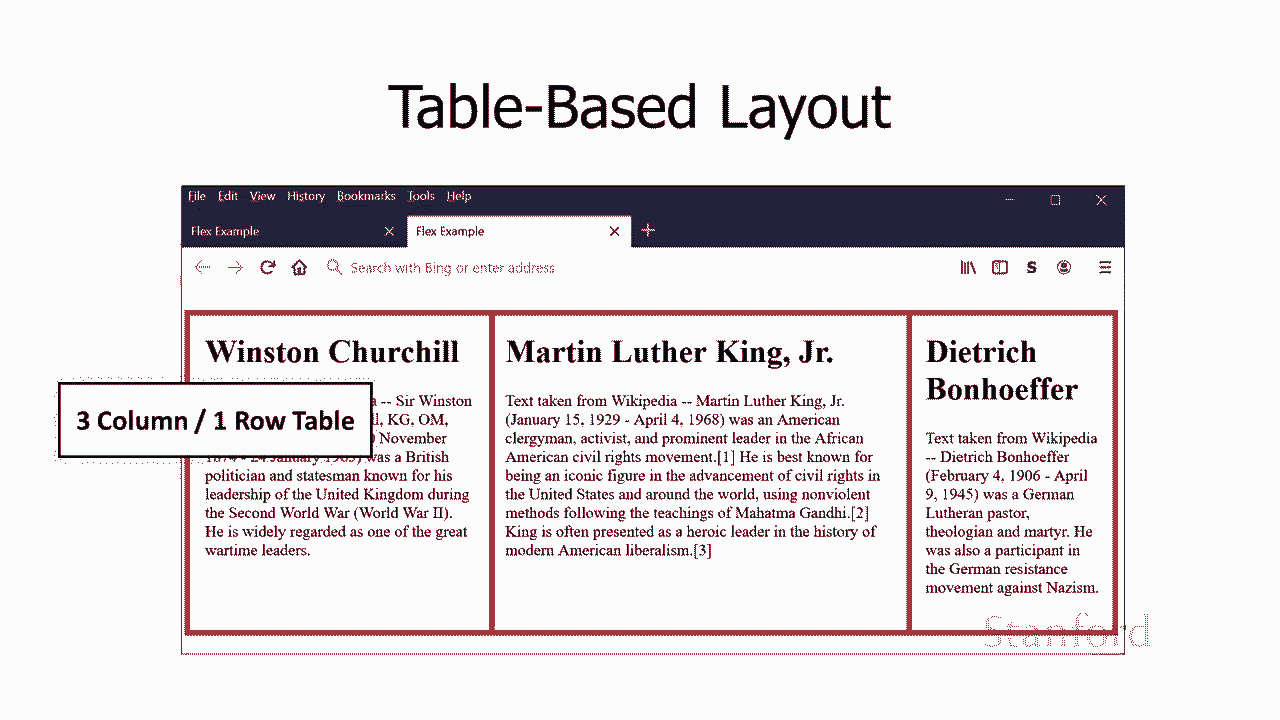 Table-Based Layout
File Edit View History Bookmarks Tools Help
Flex Example
Flex Example
Search with Bing or enter address
S
Winston Churchill
-- Sir Winston
KG, OM,
November
was a British
politician and statesman known for his
leadership of the United Kingdom during
the Second World War (World War II).
He is widely regarded as one of the great
wartime leaders.
3 Column / 1 Row Table
Martin Luther King, Jr.
Text taken from Wikipedia -- Martin Luther King, Jr.
(January 15, 1929 - April 4, 1968) was an American
clergyman, activist, and prominent leader in the African
American civil rights movement.[1] He is best known for
being an iconic figure in the advancement of civil rights in
the United States and around the world, using nonviolent
methods following the teachings of Mahatma Gandhi.[2]
King is often presented as a heroic leader in the history of
modern American liberalism.[3]
Dietrich
Bonhoeffer
Text taken from Wikipedia
-- Dietrich Bonhoeffer
(February 4, 1906 - April
9, 1945) was a German
Lutheran pastor,
theologian and martyr. He
was also a participant in
the German resistance
movement against Nazism.
Stanford